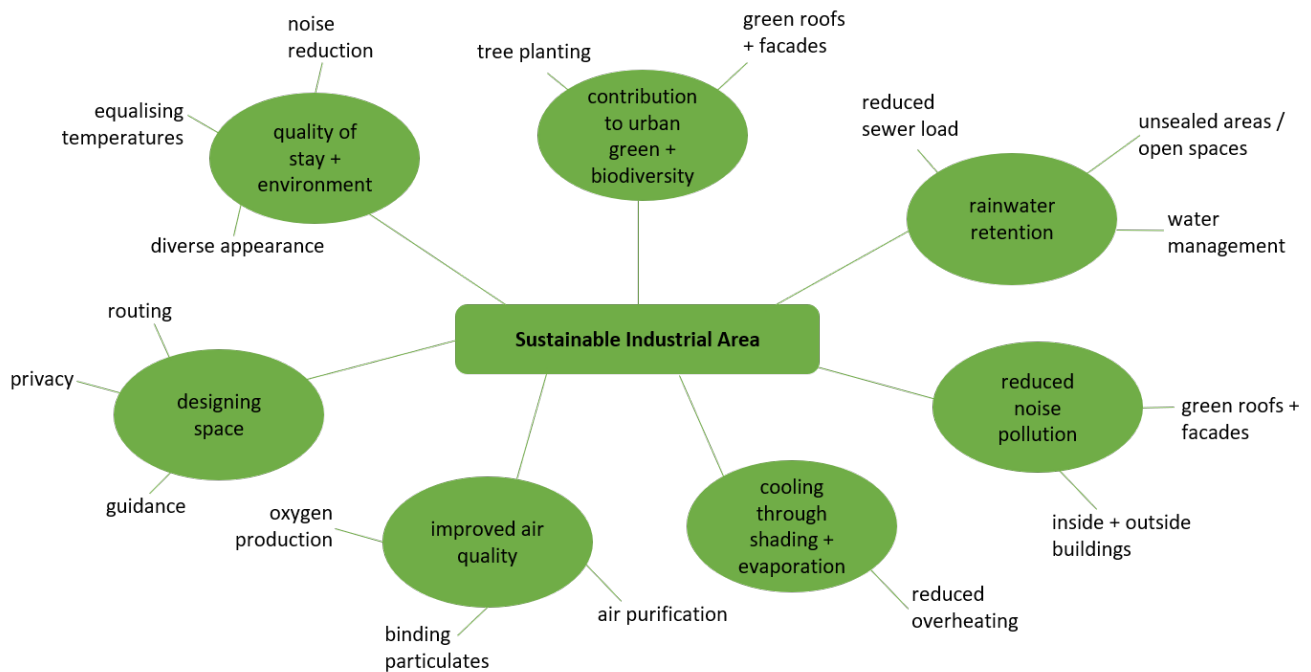 noise
reduction
equalising
temperatures
quality of
stay +
environment
diverse appearance
tree planting
green roofs
+ facades
contribution
to urban
green +
biodiversity
reduced
sewer load
unsealed areas /
open spaces
rainwater
retention
water
management
Sustainable Industrial Area
routing
privacy
designing
space
guidance
reduced
noise
pollution
green roofs +
facades
inside + outside
buildings
oxygen
production
improved air
quality
binding
particulates
air purification
cooling
through
shading +
evaporation
reduced
overheating